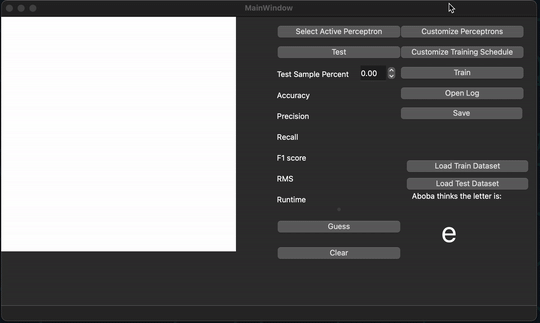 MainWindow
Select Active Perceptron
Customize Perceptrons
Test
Customize Training Schedule
Test Sample Percent 0.00
Train
Accuracy
Open Log
Precision
Save
Recall
F1 score
Load Train Dataset
RMS
Load Test Dataset
Runtime
Aboba thinks the letter is:
Guess
e
Clear